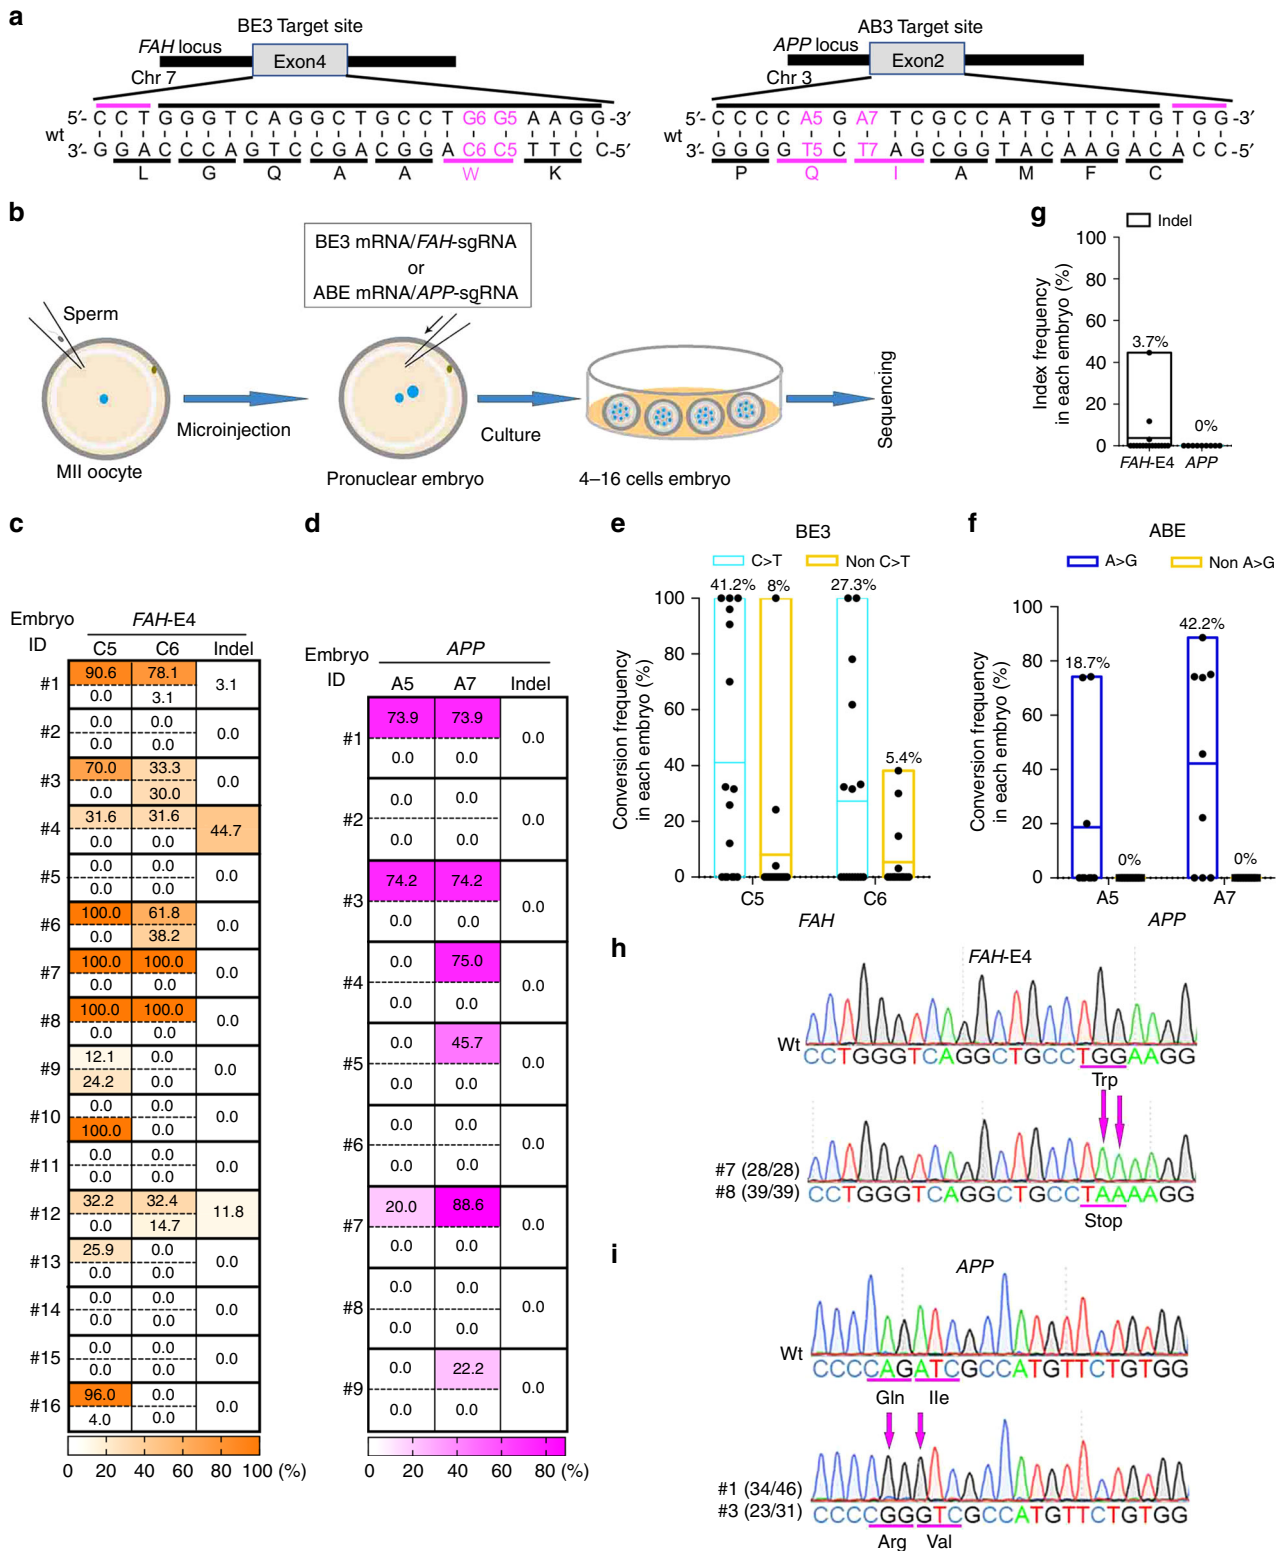 a
BE3 Target site
FAH locus
Exon4
Chr 7
5′- C C T G G G T C A G G C T G C C T G6 G5 A A G G -3′
wt
3′- G G A C C C A G T C C G A C G G A C6 C5 T T C C -5′
L G Q A A W K
AB3 Target site
APP locus
Exon2
Chr 3
5′- C C C C A5 G A7 T C G C C A T G T T C T G T G G -3′
wt
3′- G G G G T5 C T7 A G C G G T A C A A G A C A C C -5′
P Q I A M F C
b
Sperm
MII oocyte
Microinjection
BE3 mRNA/FAH-sgRNA
or
ABE mRNA/APP-sgRNA
Pronuclear embryo
Culture
4–16 cells embryo
Sequencing
g
Indel
Index frequency
in each embryo (%)
100
80
60
40
20
0
3.7%
0%
FAH-E4 APP
c
Embryo
ID
FAH-E4
C5 C6 Indel
#1 90.6 78.1 3.1
0.0 3.1
#2 0.0 0.0 0.0
0.0 0.0
#3 70.0 33.3 0.0
0.0 30.0
#4 31.6 31.6 44.7
0.0 0.0
#5 0.0 0.0 0.0
0.0 0.0
#6 100.0 61.8 0.0
0.0 38.2
#7 100.0 100.0 0.0
0.0 0.0
#8 100.0 100.0 0.0
0.0 0.0
#9 12.1 0.0 0.0
24.2 0.0
#10 0.0 0.0 0.0
100.0 0.0
#11 0.0 0.0 0.0
0.0 0.0
#12 32.2 32.4 11.8
0.0 14.7
#13 25.9 0.0 0.0
0.0 0.0
#14 0.0 0.0 0.0
0.0 0.0
#15 0.0 0.0 0.0
0.0 0.0
#16 96.0 0.0 0.0
4.0 0.0
0 20 40 60 80 100 (%)
d
Embryo
ID
APP
A5 A7 Indel
#1 73.9 73.9 0.0
0.0 0.0
#2 0.0 0.0 0.0
0.0 0.0
#3 74.2 74.2 0.0
0.0 0.0
#4 0.0 75.0 0.0
0.0 0.0
#5 0.0 45.7 0.0
0.0 0.0
#6 0.0 0.0 0.0
0.0 0.0
#7 20.0 88.6 0.0
0.0 0.0
#8 0.0 0.0 0.0
0.0 0.0
#9 0.0 22.2 0.0
0.0 0.0
0 20 40 60 80 (%)
e
BE3
C>T Non C>T
Conversion frequency
in each embryo (%)
41.2% 8% 27.3%
5.4%
100
80
60
40
20
0
C5 C6
FAH
f
ABE
A>G Non A>G
Conversion frequency
in each embryo (%)
18.7% 0% 42.2% 0%
100
80
60
40
20
0
A5 A7
APP
h
FAH-E4
Wt
CCTGGGTCAGGCTGCCTGGAAGG
Trp
#7 (28/28)
#8 (39/39)
CCTGGGTCAGGCTGCCTAAAAGG
Stop
i
APP
Wt
CCCCAGATCGCCATGTTCTGTGG
Gln Ile
#1 (34/46)
#3 (23/31)
CCCCGGGTCGCCATGTTCTGTGG
Arg Val